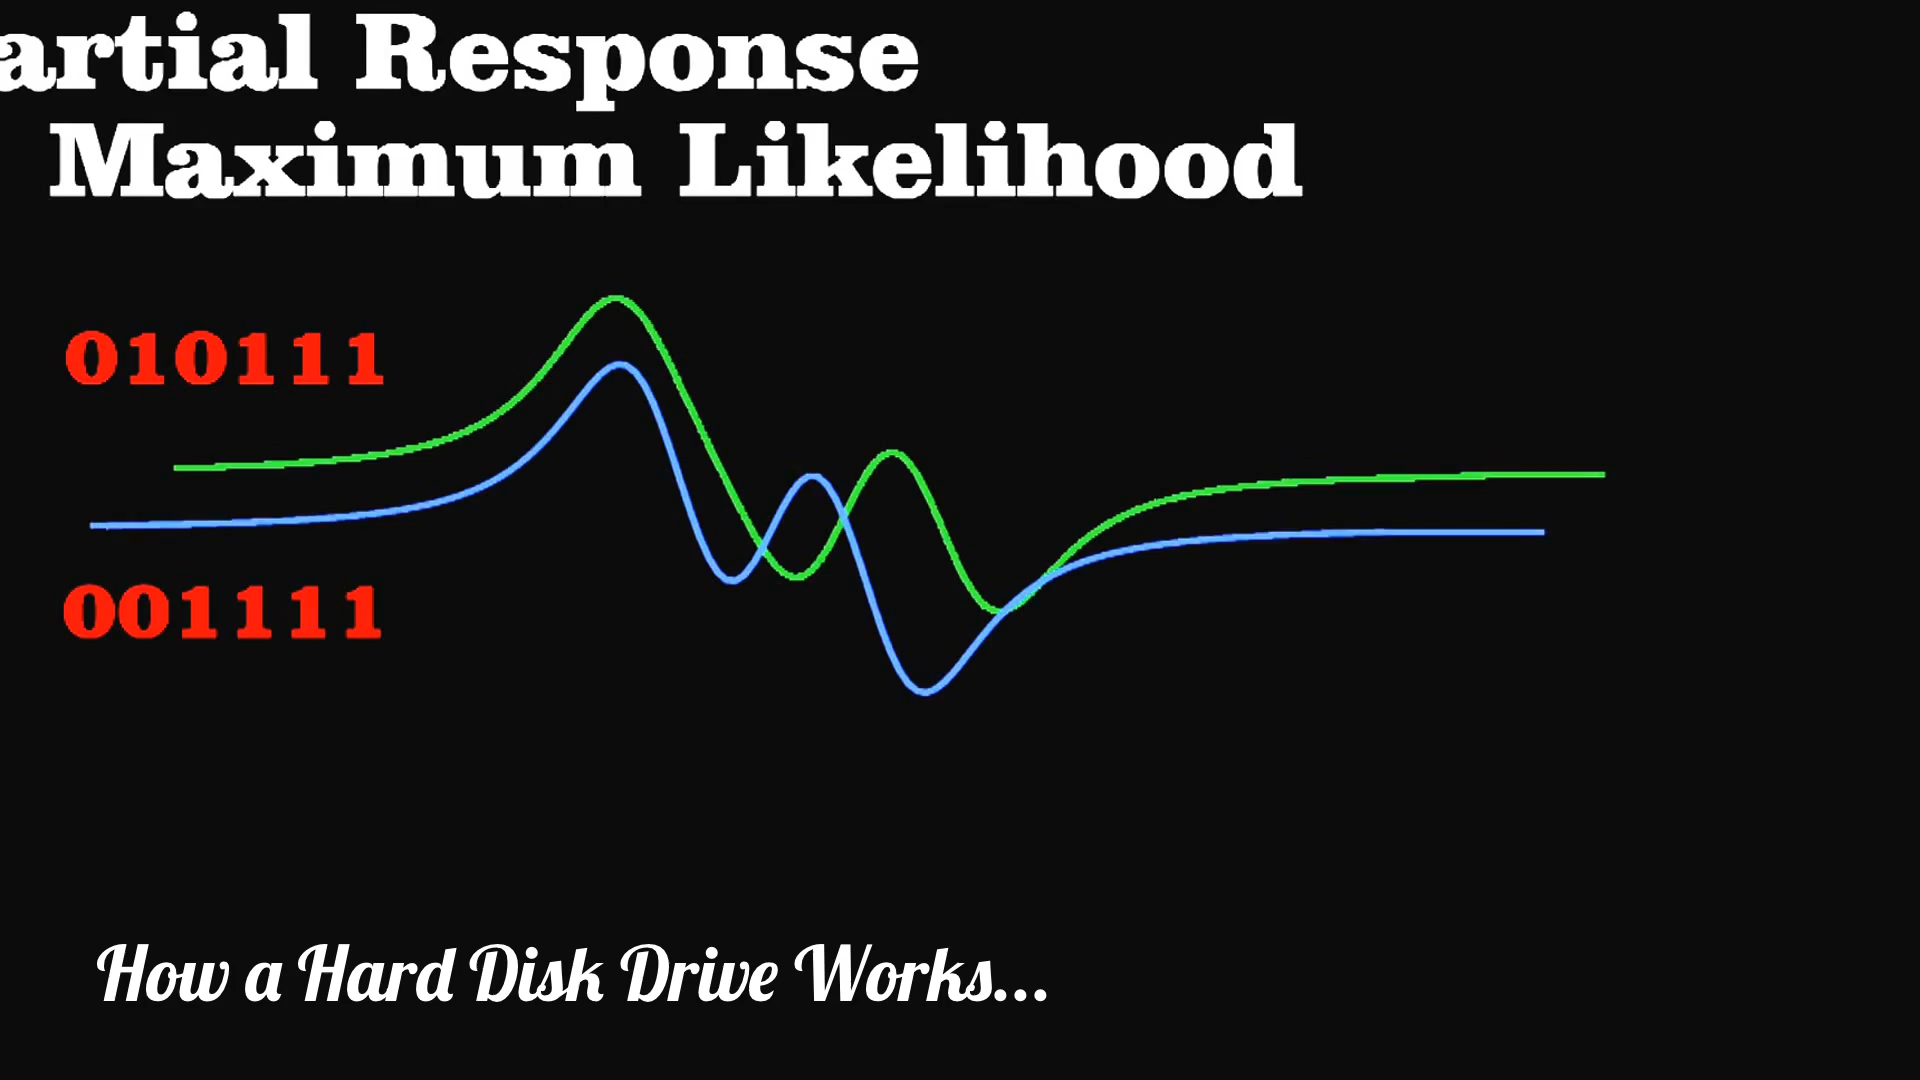 artial Response
Maximum Likelihood
010111
001111
How a Hard Disk Drive Works...